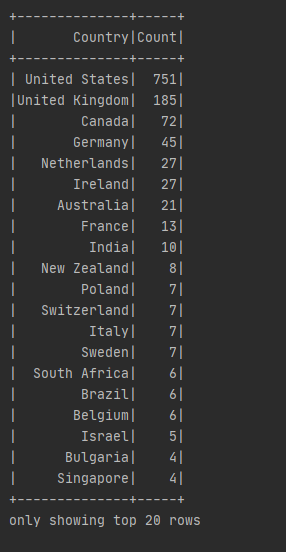 +--------------+-----+
|       Country|Count|
+--------------+-----+
| United States|  751|
|United Kingdom|  185|
|        Canada|   72|
|       Germany|   45|
|   Netherlands|   27|
|       Ireland|   27|
|     Australia|   21|
|        France|   13|
|         India|   10|
|   New Zealand|    8|
|        Poland|    7|
|   Switzerland|    7|
|         Italy|    7|
|        Sweden|    7|
|  South Africa|    6|
|        Brazil|    6|
|       Belgium|    6|
|        Israel|    5|
|      Bulgaria|    4|
|     Singapore|    4|
+--------------+-----+
only showing top 20 rows